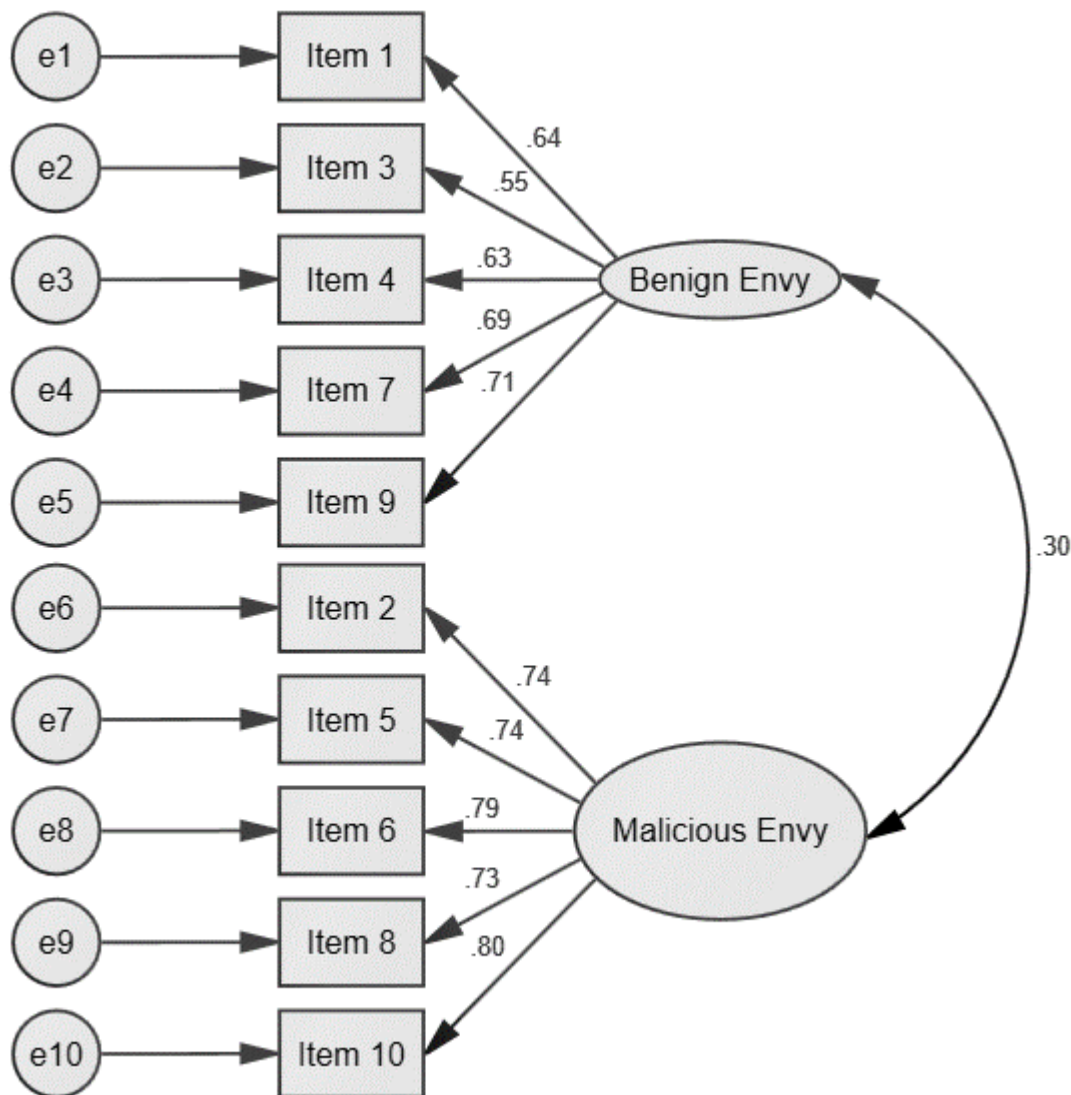 e1
Item 1
.64
e2
Item 3
.55
e3
Item 4
.63
Benign Envy
e4
Item 7
.69
e5
Item 9
.71
.30
e6
Item 2
.74
e7
Item 5
.74
e8
Item 6
.79
Malicious Envy
e9
Item 8
.73
e10
Item 10
.80